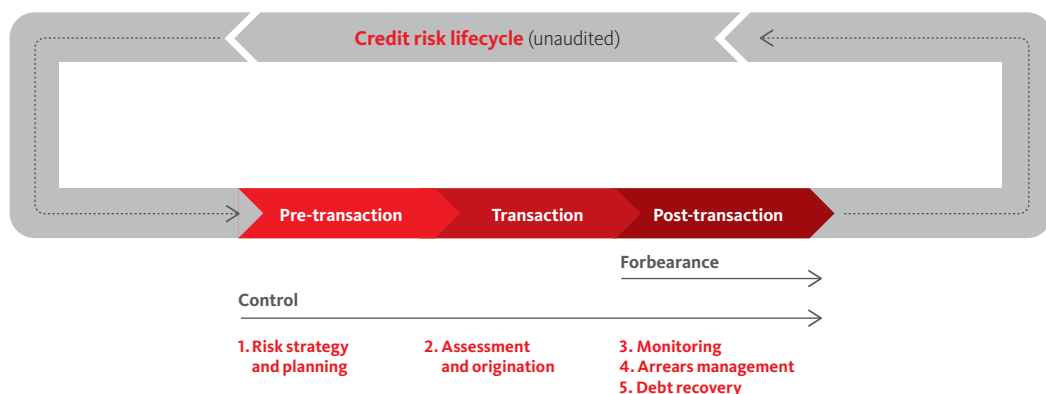 Credit risk lifecycle (unaudited)
Pre-transaction
Transaction
Post-transaction
Forbearance
Control
1. Risk strategy
and planning
2. Assessment
and origination
3. Monitoring
4. Arrears management
5. Debt recovery